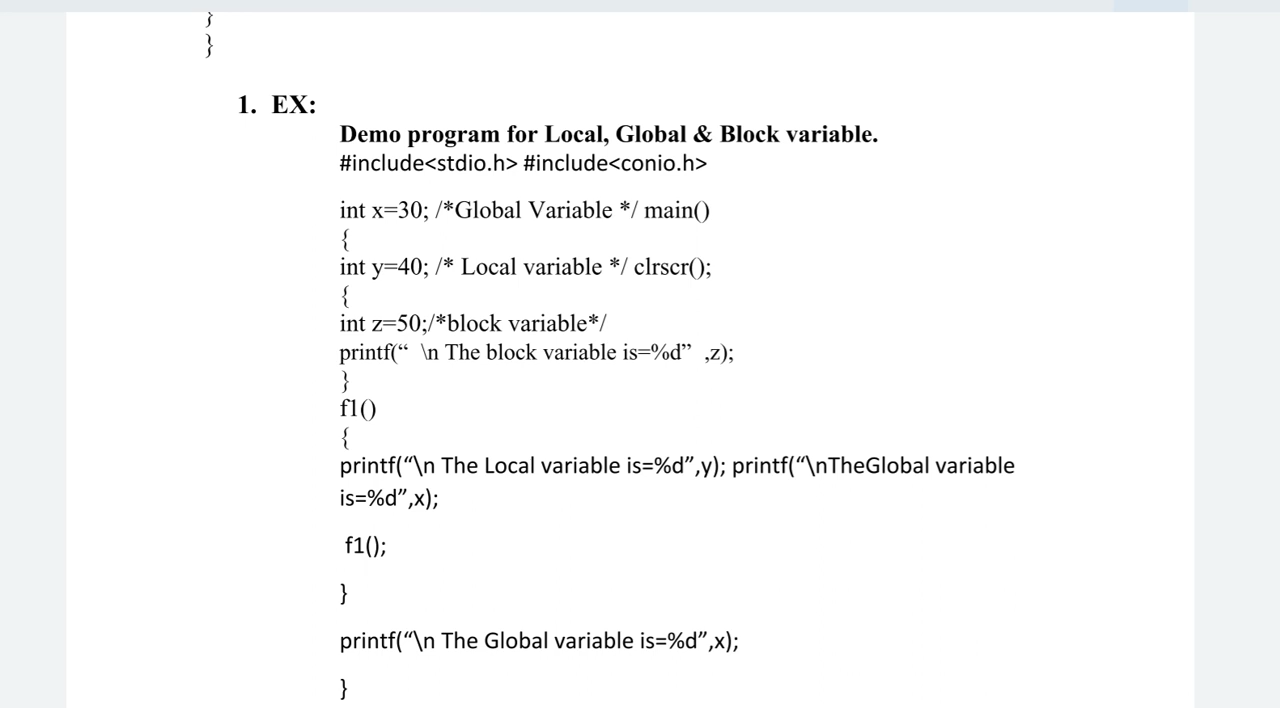 }
}
1. EX:
Demo program for Local, Global & Block variable.
#include<stdio.h> #include<conio.h>
int x=30; /*Global Variable */ main()
{
int y=40; /* Local variable */ clrscr();
{
int z=50;/*block variable*/
printf(“ \n The block variable is=%d” ,z);
}
f1()
{
printf(“\n The Local variable is=%d”,y); printf(“\nTheGlobal variable
is=%d”,x);
f1();
}
printf(“\n The Global variable is=%d”,x);
}